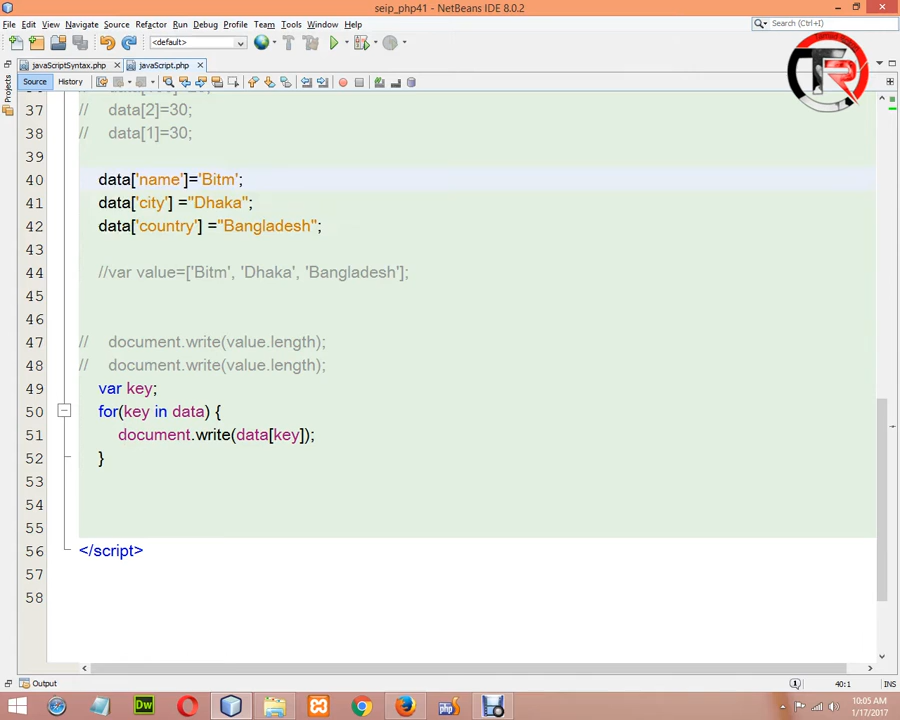 seip_php41 - NetBeans IDE 8.0.2
File Edit View Navigate Source Refactor Run Debug Profile Team Tools Window Help
<default>
Search (Ctrl+I)
javaScriptSyntax.php
javaScript.php
Source History
Projects
TR
37 // data[2]=30;
38 // data[1]=30;
39
40 data['name']='Bitm';
41 data['city'] ="Dhaka";
42 data['country'] ="Bangladesh";
43
44 //var value=['Bitm', 'Dhaka', 'Bangladesh'];
45
46
47 // document.write(value.length);
48 // document.write(value.length);
49 var key;
50 for(key in data) {
51 document.write(data[key]);
52 }
53
54
55
56 </script>
57
58
Output
40:1 INS
Dw
10:05 AM
1/17/2017